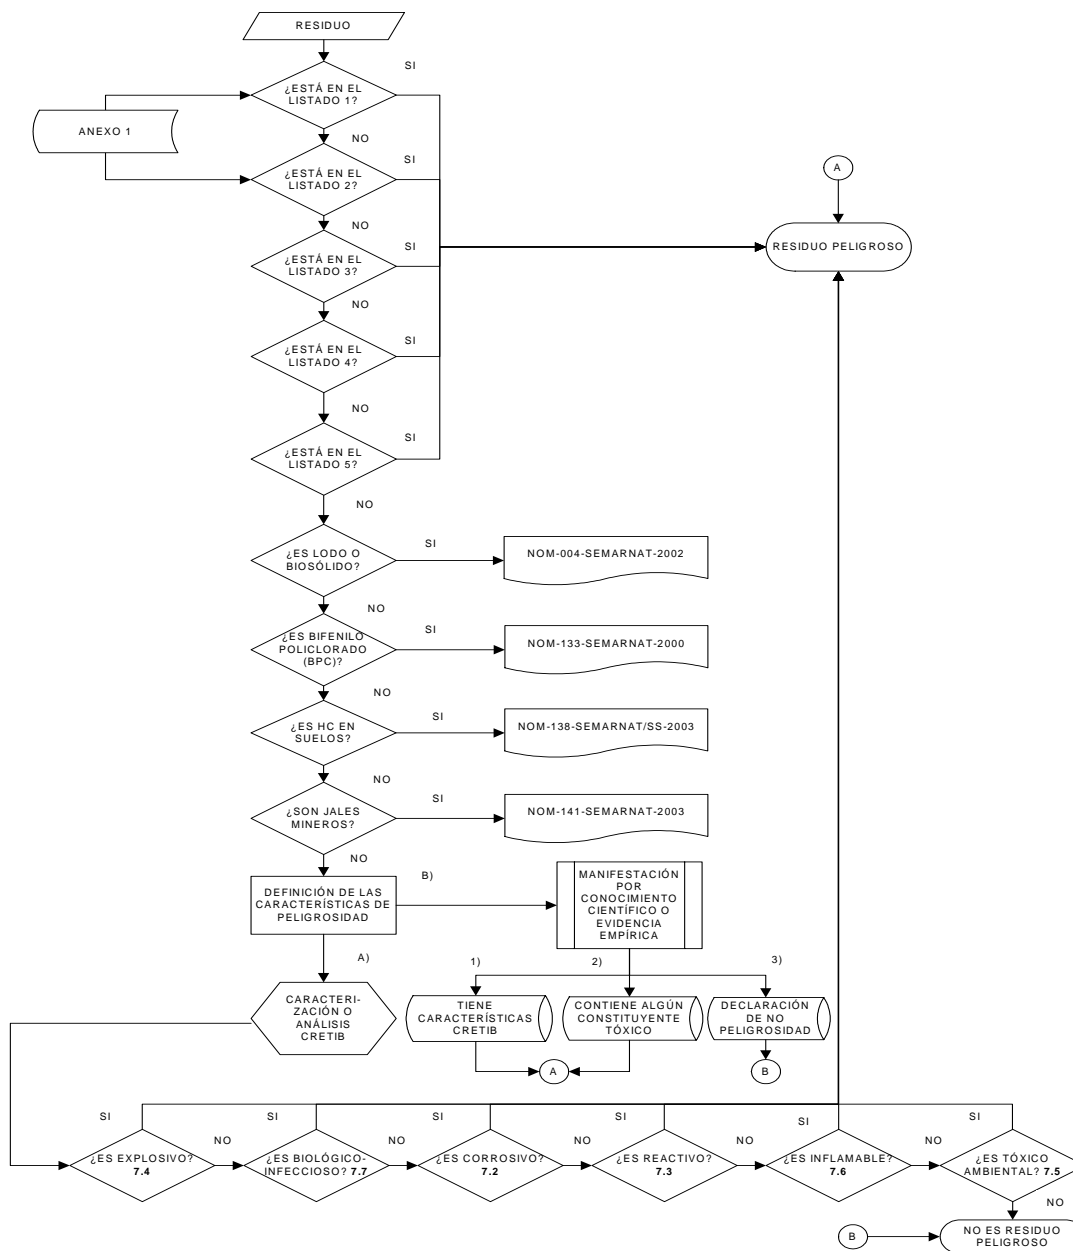 RESIDUO
SI
¿ESTÁ EN EL
LISTADO 1?
ANEXO 1
NO
SI
¿ESTÁ EN EL
LISTADO 2?
A
NO
SI
RESIDUO PELIGROSO
¿ESTÁ EN EL
LISTADO 3?
NO
SI
¿ESTÁ EN EL
LISTADO 4?
NO
SI
¿ESTÁ EN EL
LISTADO 5?
NO
SI
¿ES LODO O
BIOSÓLIDO?
NOM-004-SEMARNAT-2002
NO
SI
¿ES BIFENILO
POLICLORADO
(BPC)?
NOM-133-SEMARNAT-2000
NO
SI
¿ES HC EN
SUELOS?
NOM-138-SEMARNAT/SS-2003
NO
SI
¿SON JALES
MINEROS?
NOM-141-SEMARNAT-2003
NO
B)
DEFINICIÓN DE LAS
CARACTERÍSTICAS DE
PELIGROSIDAD
MANIFESTACIÓN
POR
CONOCIMIENTO
CIENTÍFICO O
EVIDENCIA
EMPÍRICA
A)
1)
2)
3)
CARACTERI-
ZACIÓN O
ANÁLISIS
CRETIB
TIENE
CARACTERÍSTICAS
CRETIB
CONTIENE ALGÚN
CONSTITUYENTE
TÓXICO
DECLARACIÓN
DE NO
PELIGROSIDAD
A
B
SI
¿ES EXPLOSIVO?
7.4
NO
SI
¿ES BIOLÓGICO-
INFECCIOSO? 7.7
NO
SI
¿ES CORROSIVO?
7.2
NO
SI
¿ES REACTIVO?
7.3
NO
SI
¿ES INFLAMABLE?
7.6
NO
SI
¿ES TÓXICO
AMBIENTAL? 7.5
NO
B
NO ES RESIDUO
PELIGROSO